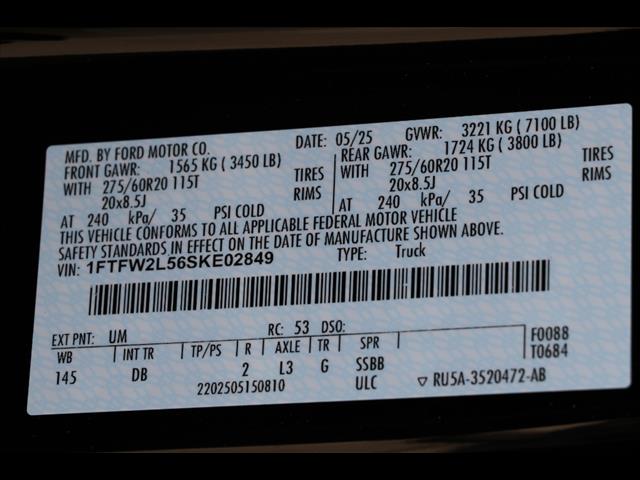 MFD. BY FORD MOTOR CO. DATE: 05/25 GVWR: 3221 KG ( 7100 LB)
FRONT GAWR: 1565 KG ( 3450 LB) REAR GAWR: 1724 KG ( 3800 LB)
WITH 275/60R20 115T TIRES WITH 275/60R20 115T TIRES
20x8.5J RIMS 20x8.5J RIMS
AT 240 kPa/ 35 PSI COLD AT 240 kPa/ 35 PSI COLD
THIS VEHICLE CONFORMS TO ALL APPLICABLE FEDERAL MOTOR VEHICLE
SAFETY STANDARDS IN EFFECT ON THE DATE OF MANUFACTURE SHOWN ABOVE.
VIN: 1FTFW2L56SKE02849 TYPE: Truck
EXT PNT: UM RC: 53 DSO: F0088
WB INT TR TP/PS R AXLE TR SPR T0684
145 DB 2 L3 G SSBB
2202505150810 ULC ▽ RU5A-3520472-AB